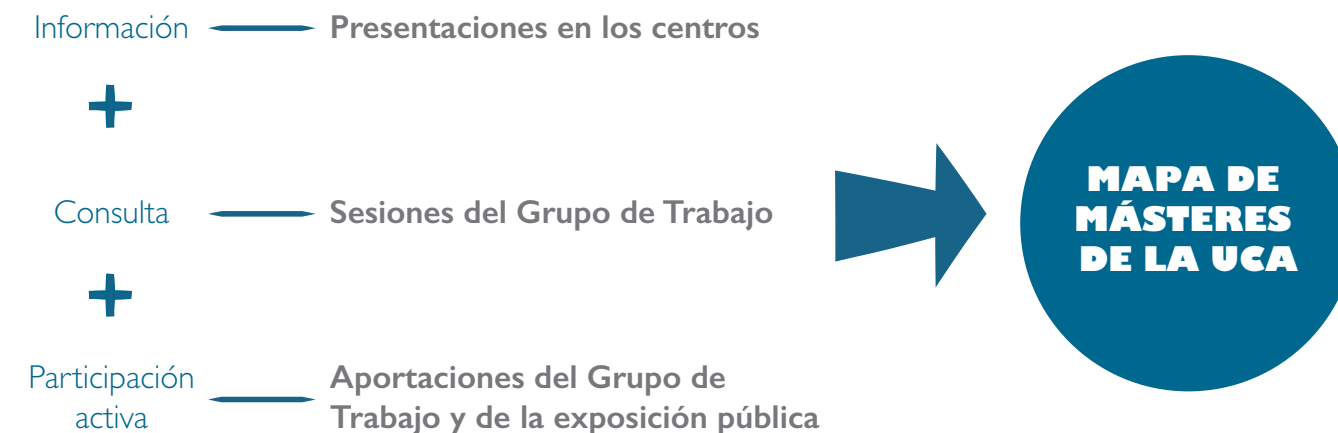 Información Presentaciones en los centros
+
Consulta Sesiones del Grupo de Trabajo
+
Participación activa
Aportaciones del Grupo de
Trabajo y de la exposición pública
MAPA DE
MÁSTERES
DE LA UCA